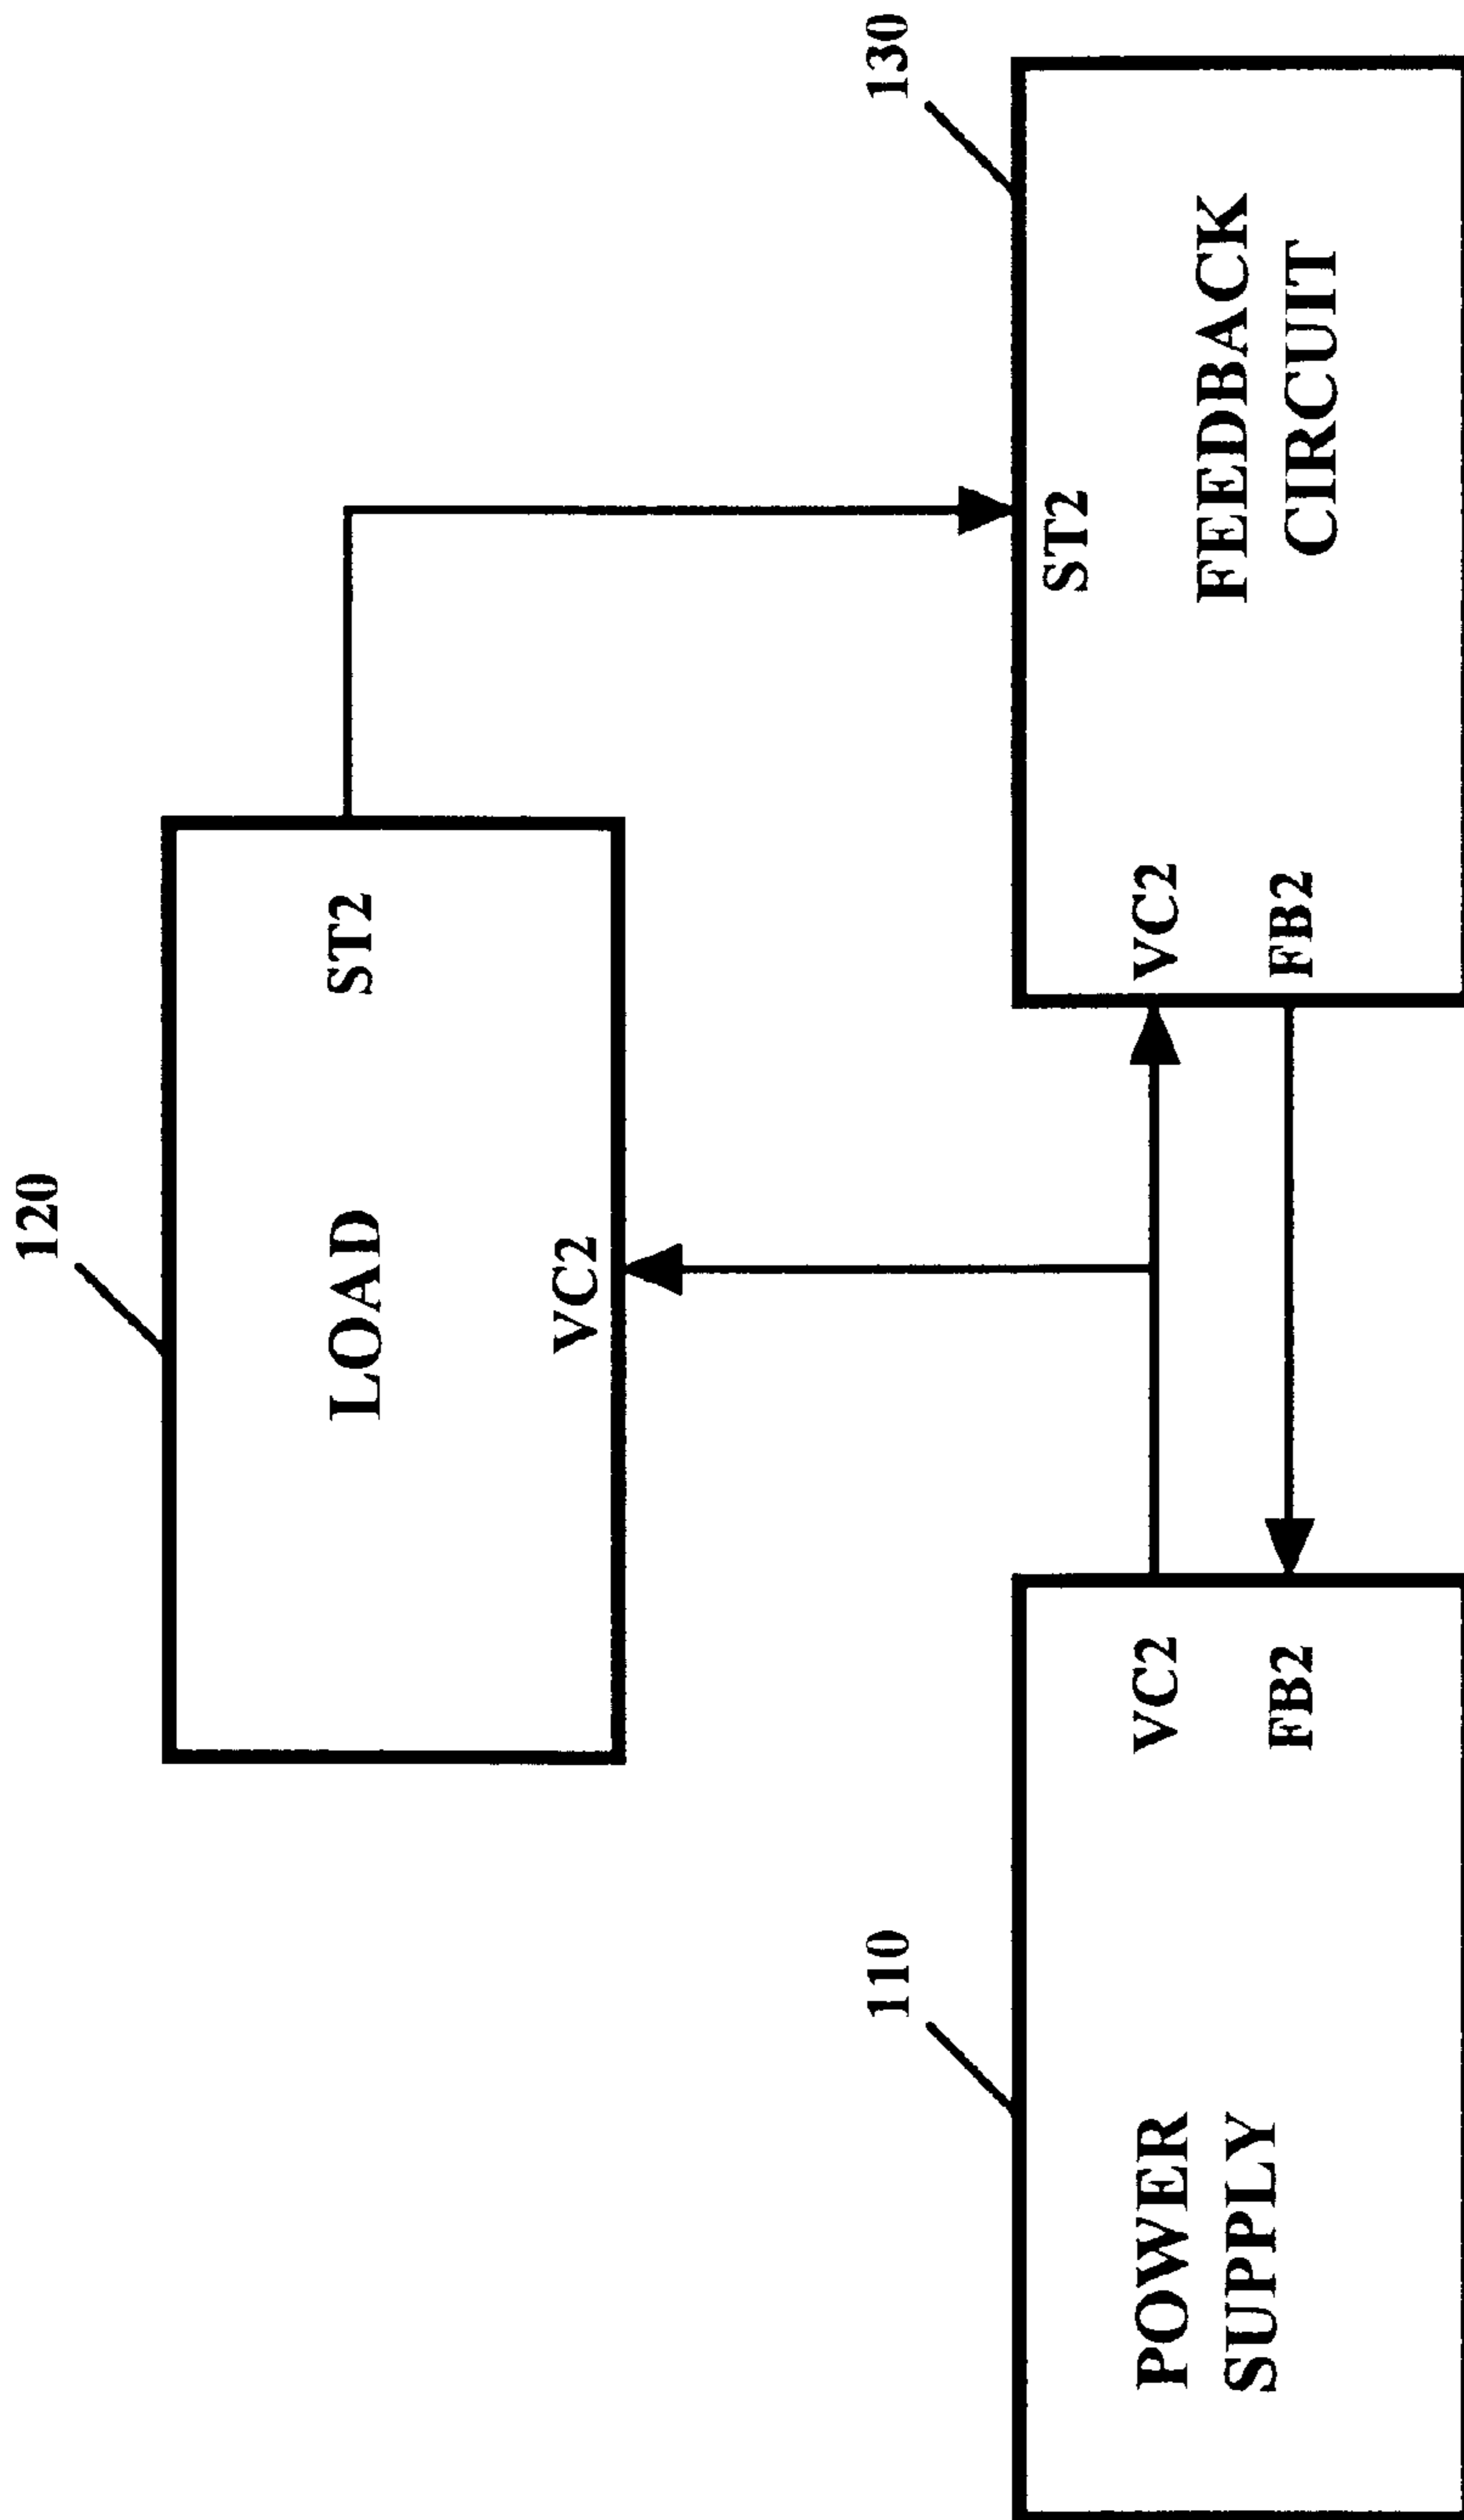 120
LOAD
ST2
VC2
110
POWER
SUPPLY
VC2
FB2
130
ST2
VC2
FB2
FEEDBACK
CIRCUIT